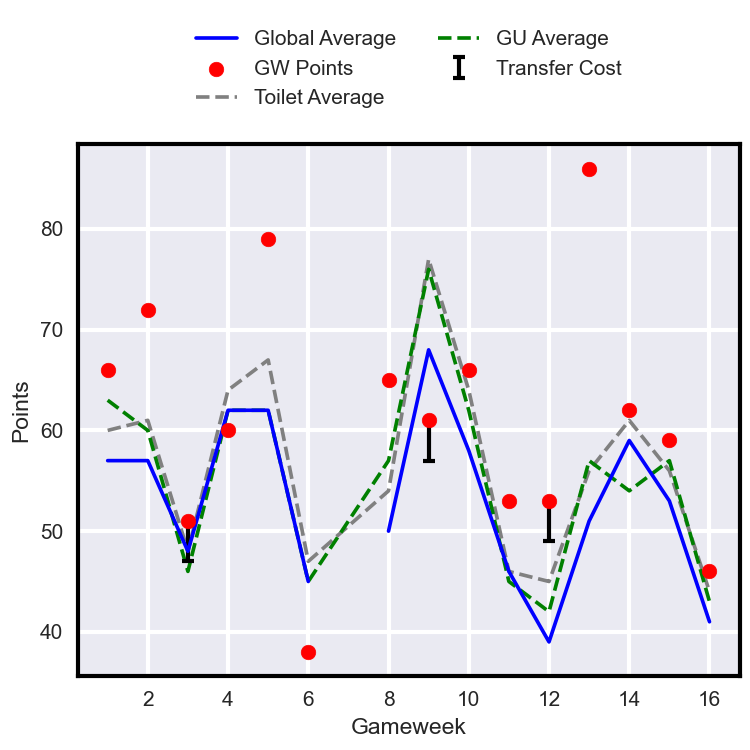 Global Average
GU Average
GW Points
Transfer Cost
Toilet Average
80
70
60
50
40
Points
2 4 6 8 10 12 14 16
Gameweek